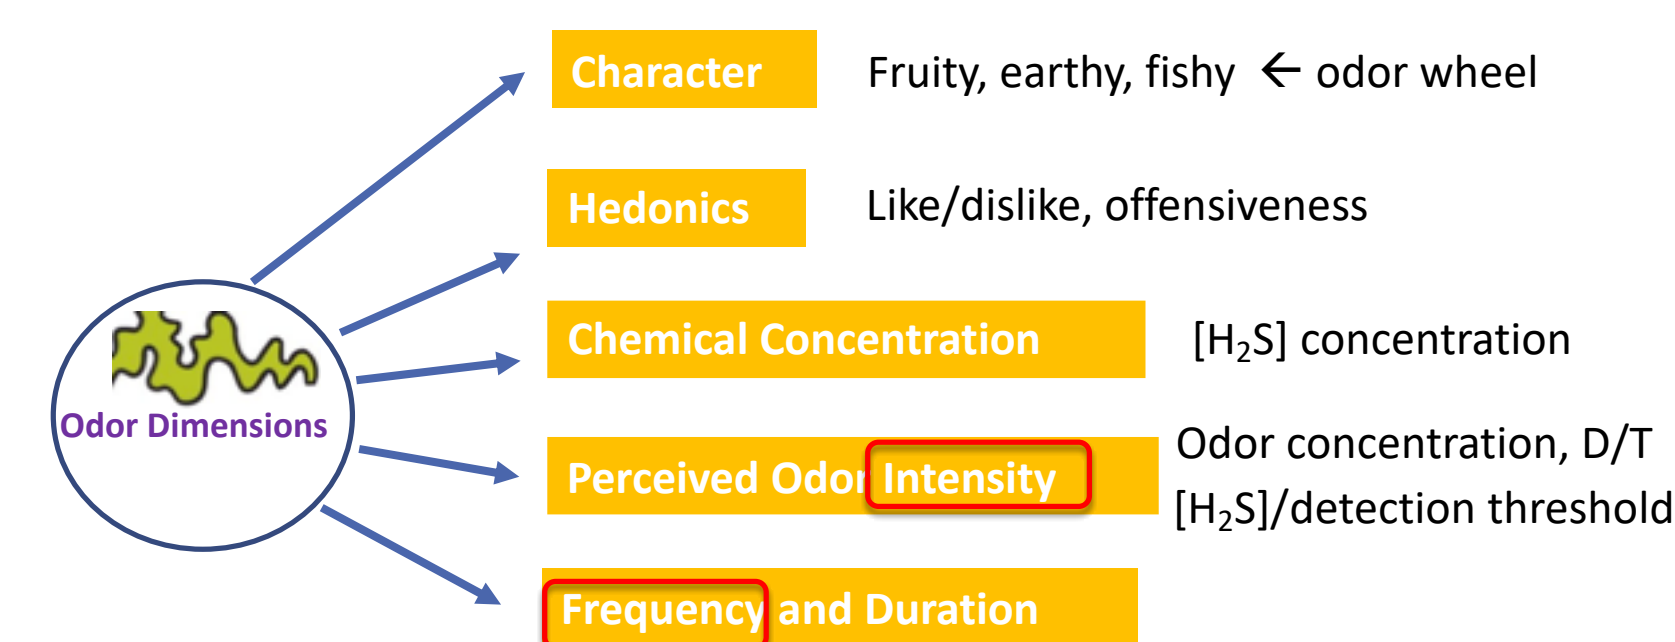 Character
Fruity, earthy, fishy ← odor wheel
Hedonics
Like/dislike, offensiveness
Chemical Concentration
[H₂S] concentration
Odor Dimensions
Perceived Odor Intensity
Odor concentration, D/T
[H₂S]/detection threshold
Frequency and Duration